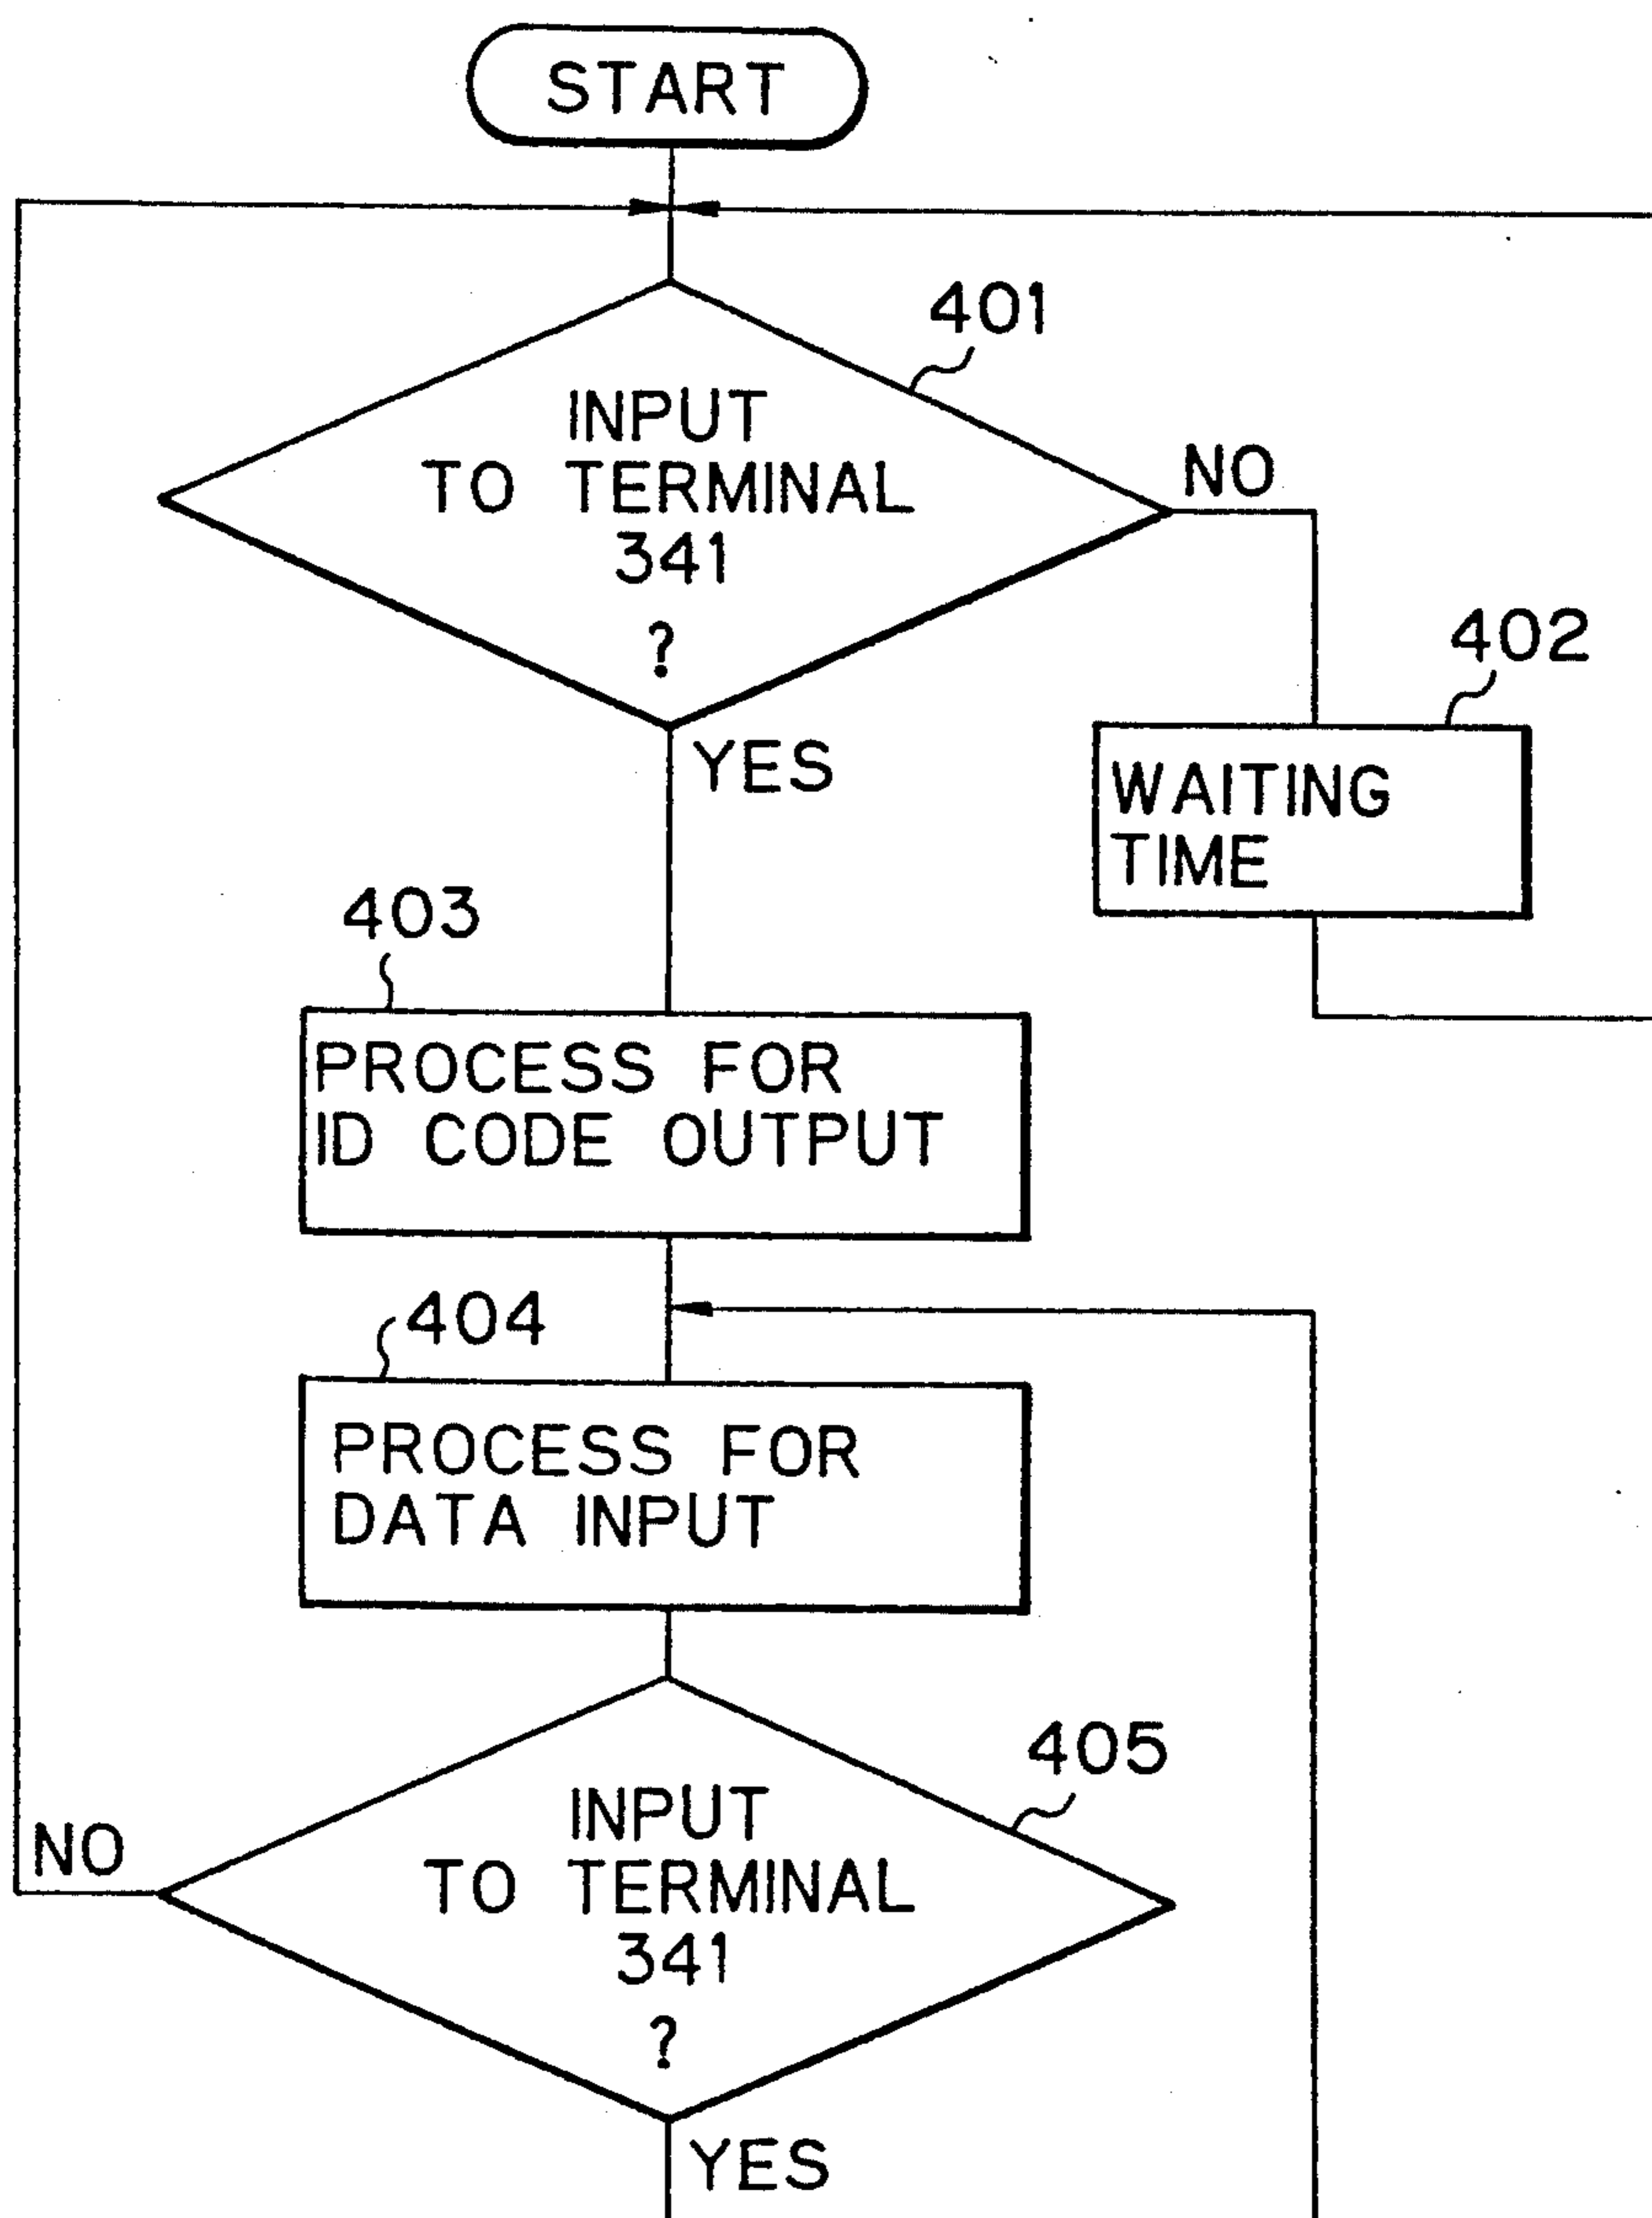 START
401
INPUT
TO TERMINAL
341
?
NO
YES
402
WAITING
TIME
403
PROCESS FOR
ID CODE OUTPUT
404
PROCESS FOR
DATA INPUT
405
INPUT
TO TERMINAL
341
?
NO
YES